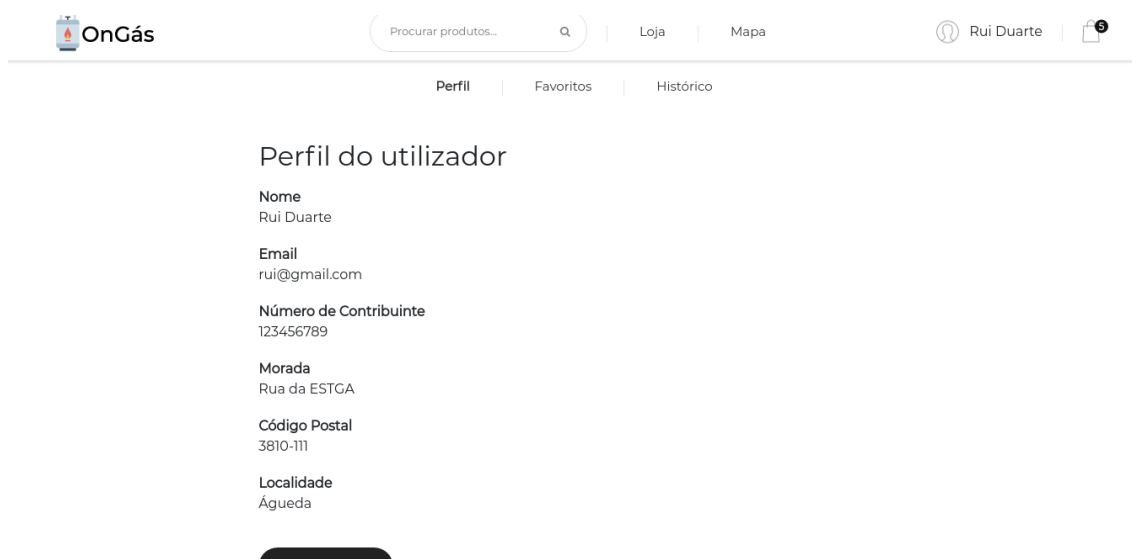 OnGás
Procurar produtos...
Loja
Mapa
Rui Duarte
5
Perfil
Favoritos
Histórico
Perfil do utilizador
Nome
Rui Duarte
Email
rui@gmail.com
Número de Contribuinte
123456789
Morada
Rua da ESTGA
Código Postal
3810-111
Localidade
Águeda